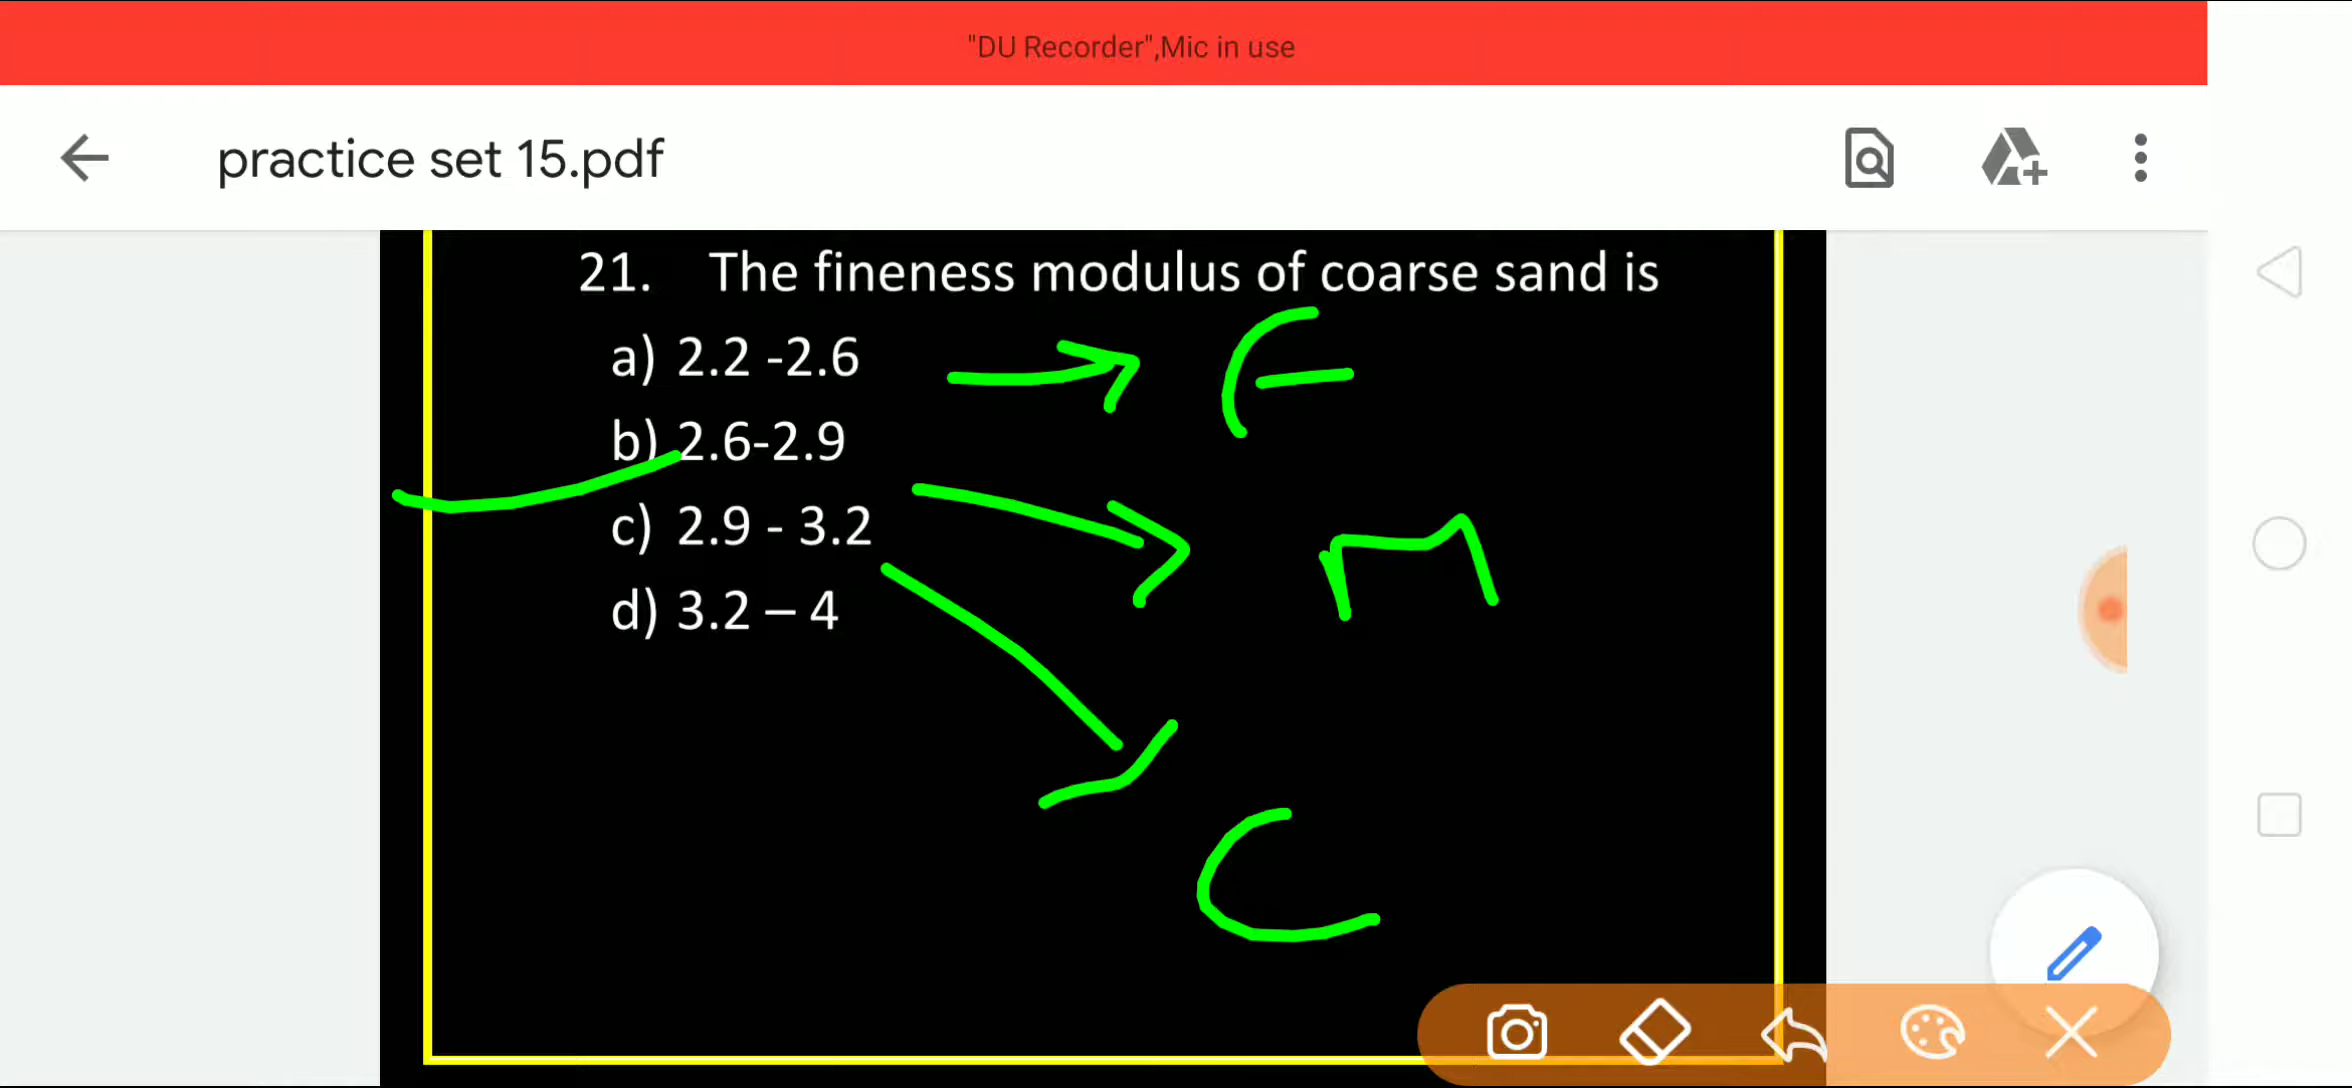 "DU Recorder",Mic in use
practice set 15.pdf
21. The fineness modulus of coarse sand is
a) 2.2 -2.6
F
b) 2.6-2.9
c) 2.9 - 3.2
M
d) 3.2 – 4
C